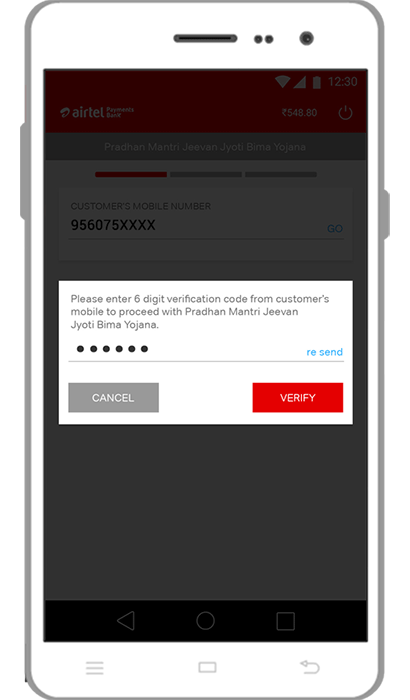 12:30
airtel Payments Bank
₹548.80
Pradhan Mantri Jeevan Jyoti Bima Yojana
CUSTOMER'S MOBILE NUMBER
956075XXXX
GO
Please enter 6 digit verification code from customer's
mobile to proceed with Pradhan Mantri Jeevan
Jyoti Bima Yojana.
re send
CANCEL
VERIFY